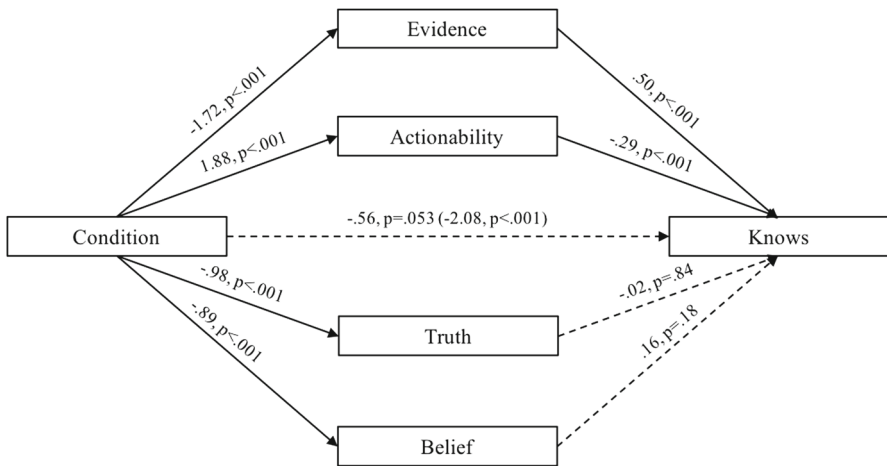 Evidence
-1.72, p<.001
.50, p<.001
Actionability
1.88, p<.001
-.29, p<.001
-.56, p=.053 (-2.08, p<.001)
Condition
Knows
-.98, p<.001
-.02, p=.84
Truth
-.89, p<.001
.16, p=.18
Belief